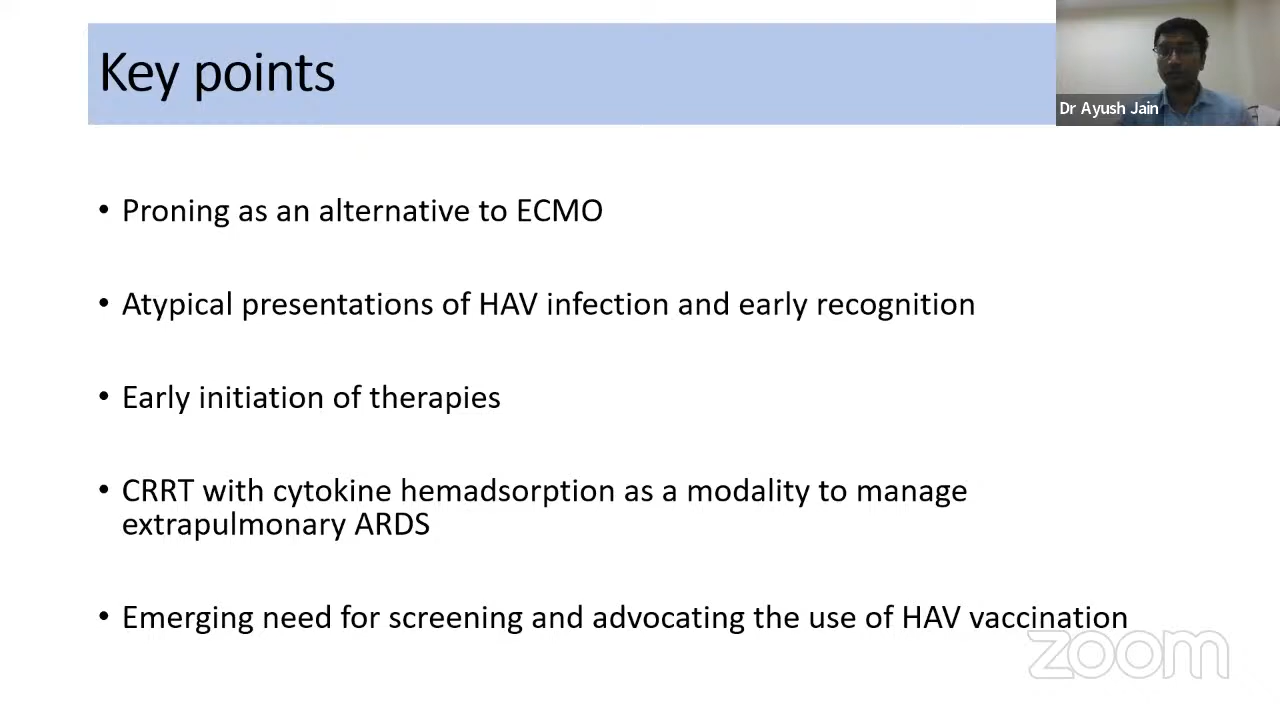 Key points
Dr Ayush Jain
• Proning as an alternative to ECMO
• Atypical presentations of HAV infection and early recognition
• Early initiation of therapies
• CRRT with cytokine hemadsorption as a modality to manage
extrapulmonary ARDS
• Emerging need for screening and advocating the use of HAV vaccination
zoom